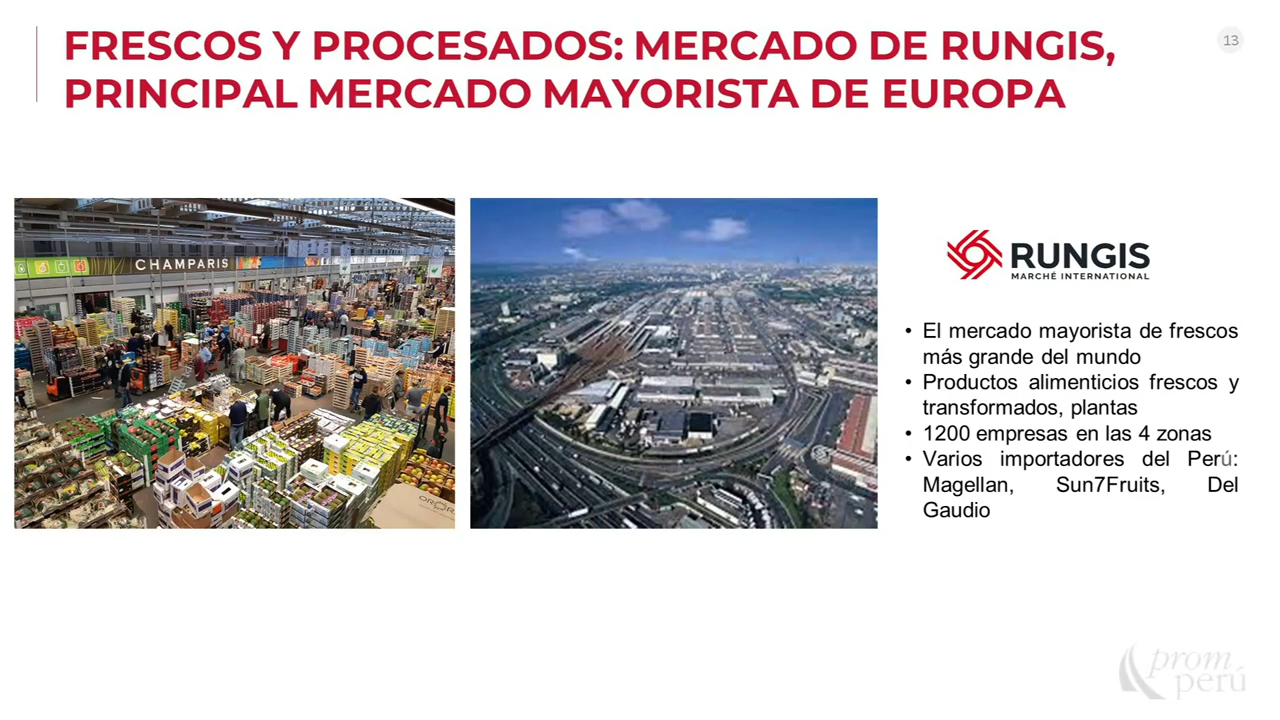 FRESCOS Y PROCESADOS: MERCADO DE RUNGIS,
PRINCIPAL MERCADO MAYORISTA DE EUROPA
13
CHAMPARIS
RUNGIS
MARCHÉ INTERNATIONAL
• El mercado mayorista de frescos
más grande del mundo
• Productos alimenticios frescos y
transformados, plantas
• 1200 empresas en las 4 zonas
• Varios importadores del Perú:
Magellan, Sun7Fruits, Del
Gaudio
prom
perú